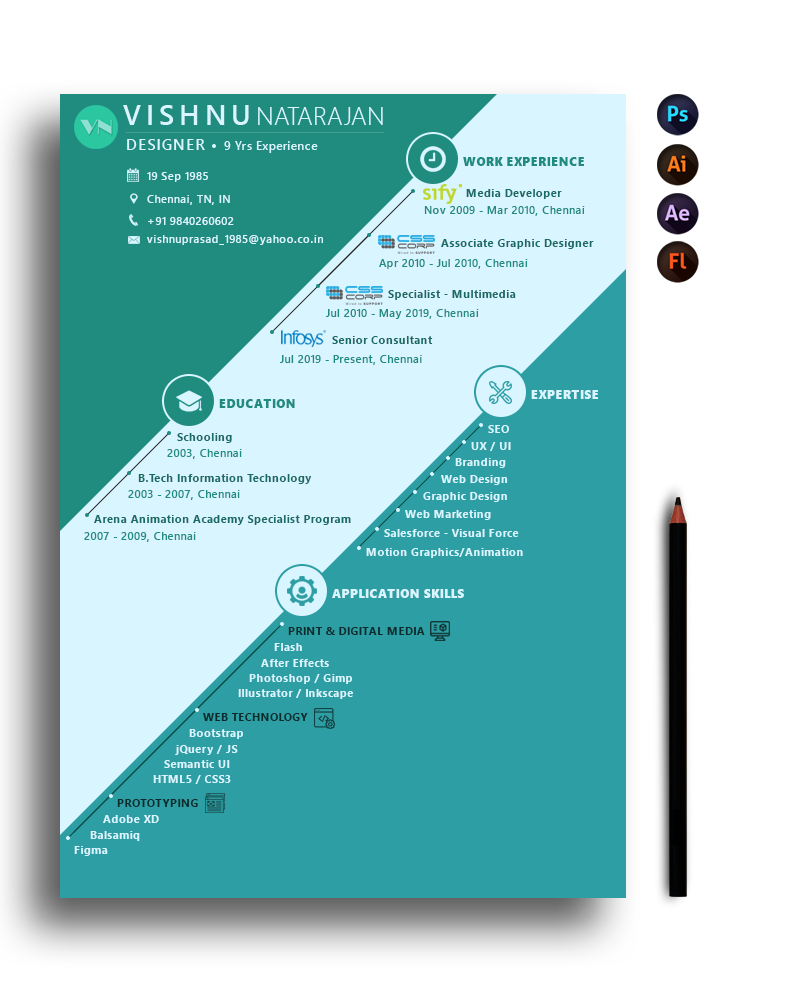 VN
VISHNU NATARAJAN
DESIGNER • 9 Yrs Experience
19 Sep 1985
Chennai, TN, IN
+91 9840260602
vishnuprasad_1985@yahoo.co.in
WORK EXPERIENCE
sify Media Developer
Nov 2009 - Mar 2010, Chennai
CSS CORP Associate Graphic Designer
Apr 2010 - Jul 2010, Chennai
CSS CORP Specialist - Multimedia
Jul 2010 - May 2019, Chennai
Infosys Senior Consultant
Jul 2019 - Present, Chennai
EDUCATION
Schooling
2003, Chennai
B.Tech Information Technology
2003 - 2007, Chennai
Arena Animation Academy Specialist Program
2007 - 2009, Chennai
EXPERTISE
SEO
UX / UI
Branding
Web Design
Graphic Design
Web Marketing
Salesforce - Visual Force
Motion Graphics/Animation
APPLICATION SKILLS
PRINT & DIGITAL MEDIA
Flash
After Effects
Photoshop / Gimp
Illustrator / Inkscape
WEB TECHNOLOGY
Bootstrap
jQuery / JS
Semantic UI
HTML5 / CSS3
PROTOTYPING
Adobe XD
Balsamiq
Figma
Ps
Ai
Ae
Fl